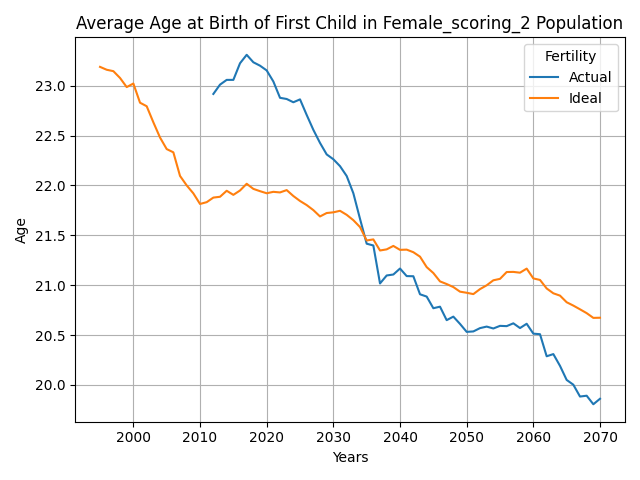 Average Age at Birth of First Child in Female_scoring_2 Population
Fertility
Actual
Ideal
Age
23.0
22.5
22.0
21.5
21.0
20.5
20.0
2000 2010 2020 2030 2040 2050 2060 2070
Years